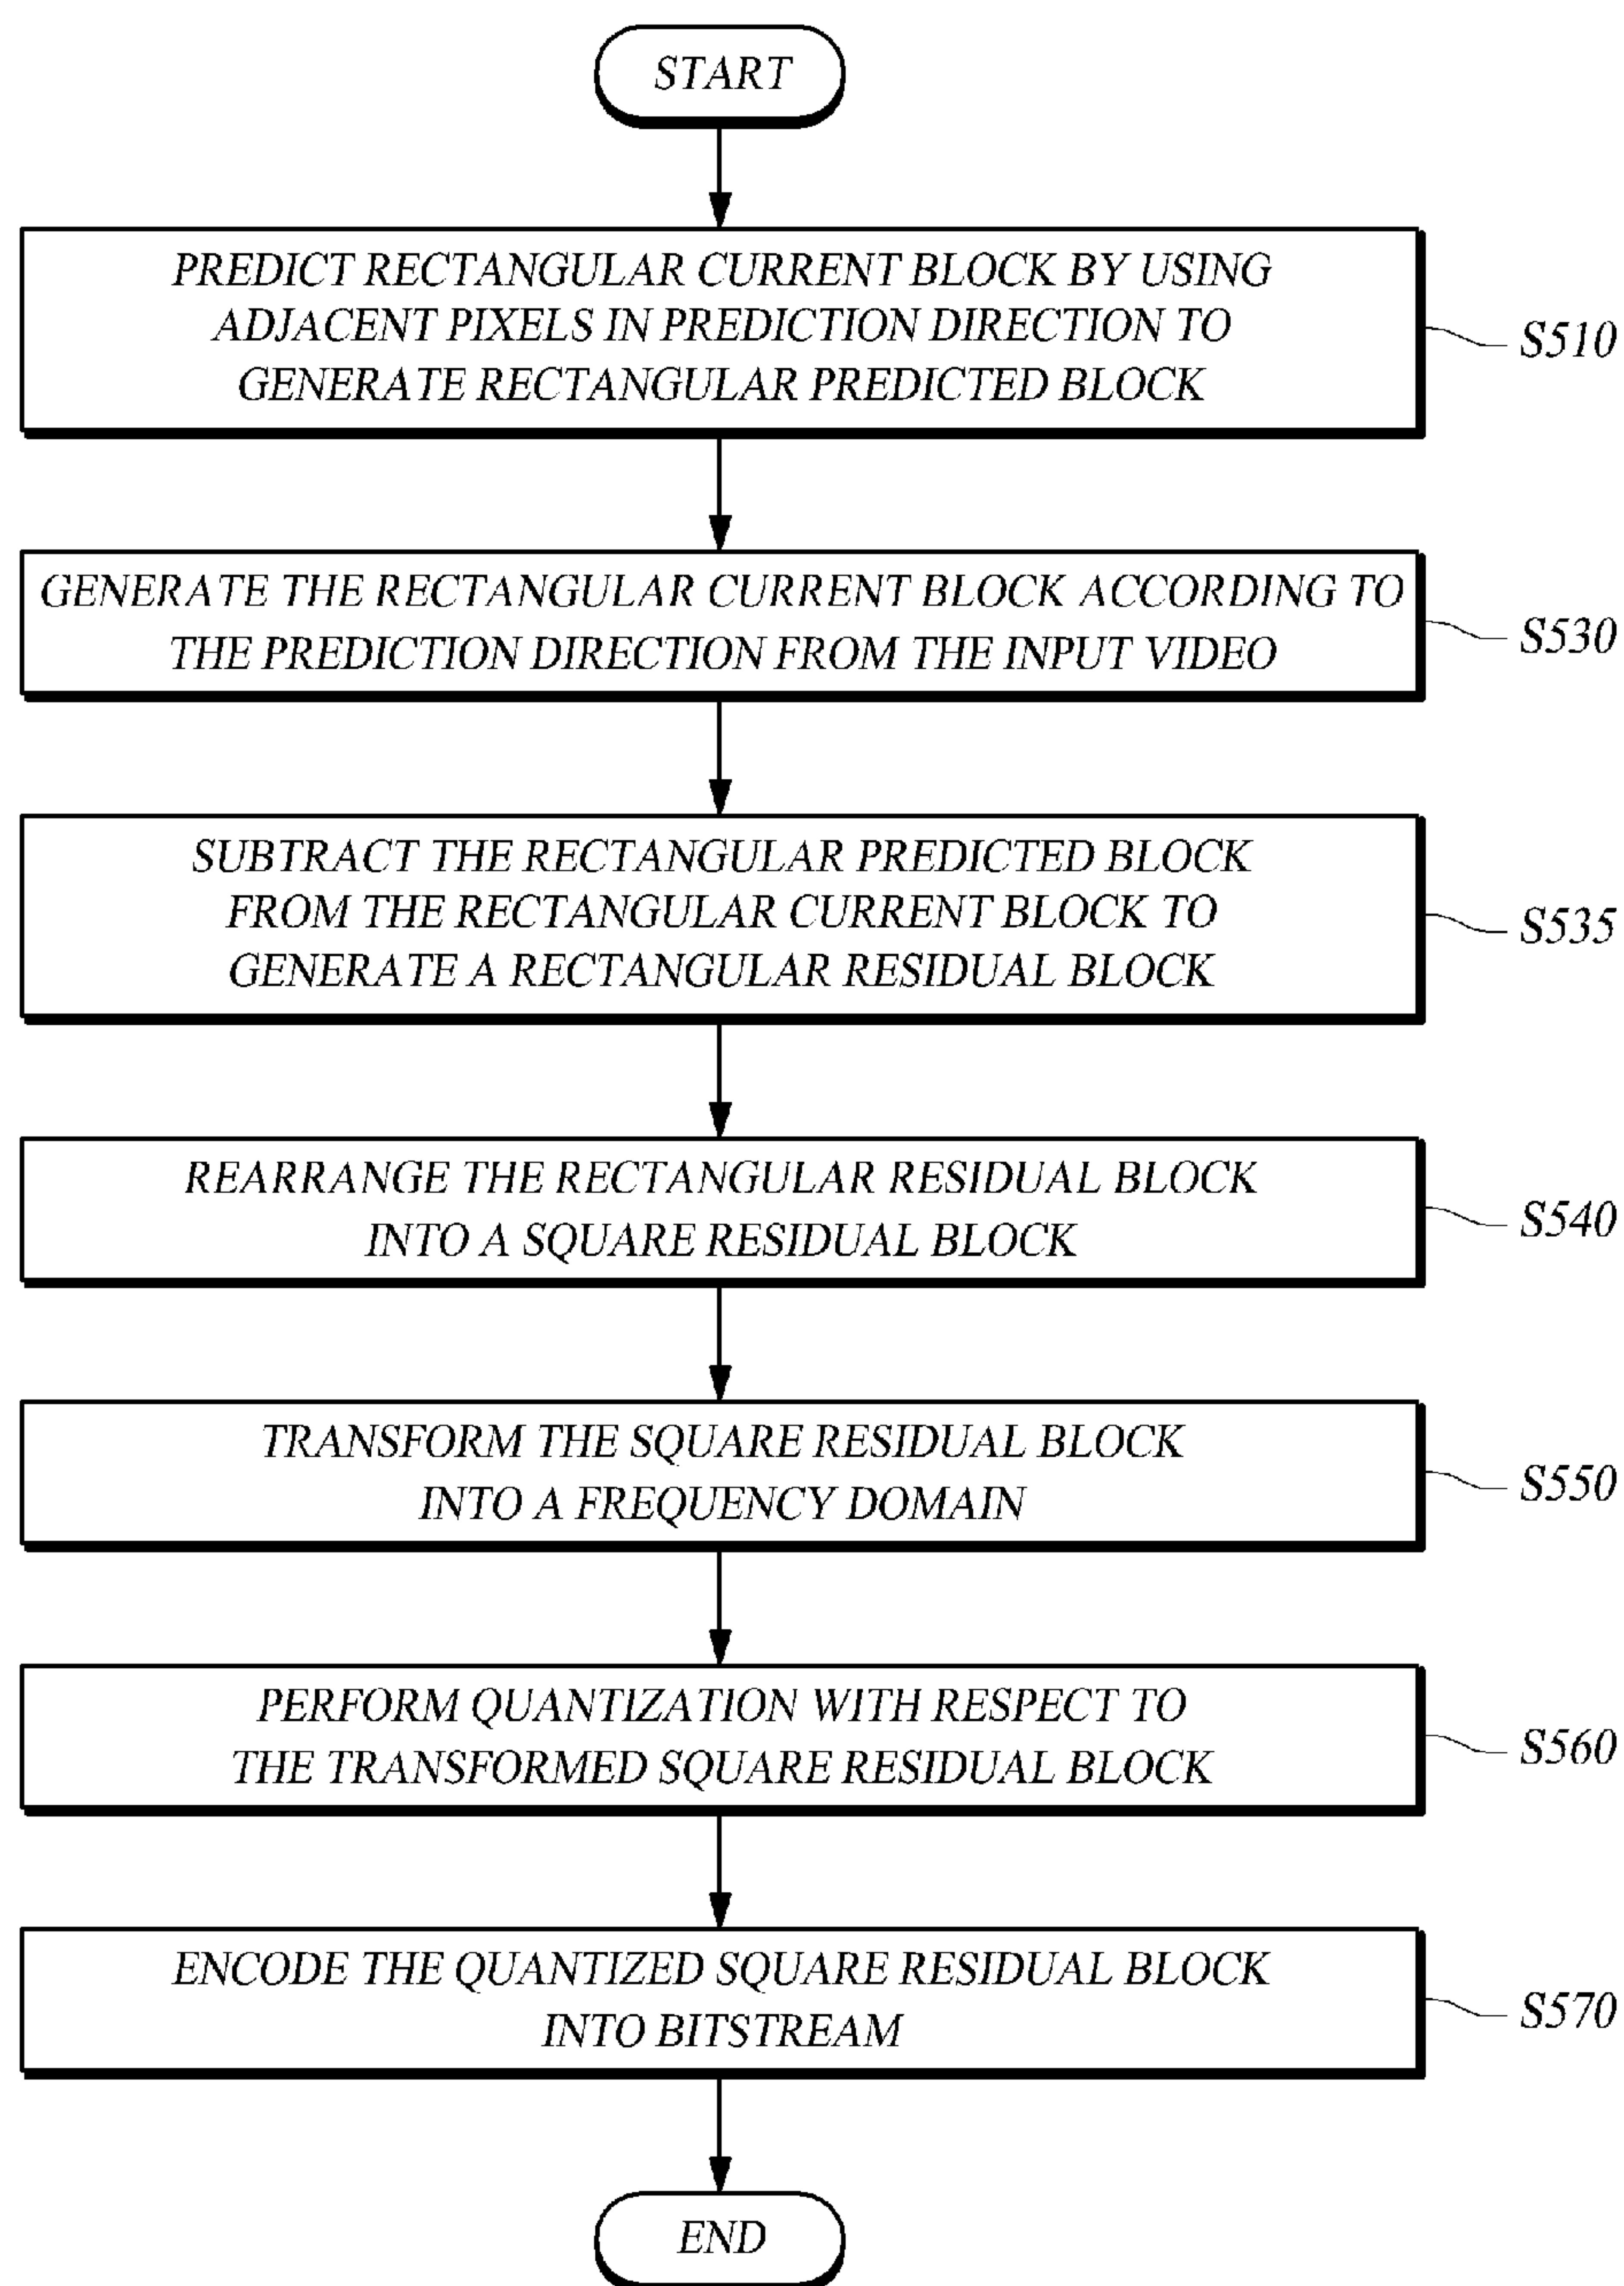 START
PREDICT RECTANGULAR CURRENT BLOCK BY USING
ADJACENT PIXELS IN PREDICTION DIRECTION TO
GENERATE RECTANGULAR PREDICTED BLOCK
S510
GENERATE THE RECTANGULAR CURRENT BLOCK ACCORDING TO
THE PREDICTION DIRECTION FROM THE INPUT VIDEO
S530
SUBTRACT THE RECTANGULAR PREDICTED BLOCK
FROM THE RECTANGULAR CURRENT BLOCK TO
GENERATE A RECTANGULAR RESIDUAL BLOCK
S535
REARRANGE THE RECTANGULAR RESIDUAL BLOCK
INTO A SQUARE RESIDUAL BLOCK
S540
TRANSFORM THE SQUARE RESIDUAL BLOCK
INTO A FREQUENCY DOMAIN
S550
PERFORM QUANTIZATION WITH RESPECT TO
THE TRANSFORMED SQUARE RESIDUAL BLOCK
S560
ENCODE THE QUANTIZED SQUARE RESIDUAL BLOCK
INTO BITSTREAM
S570
END